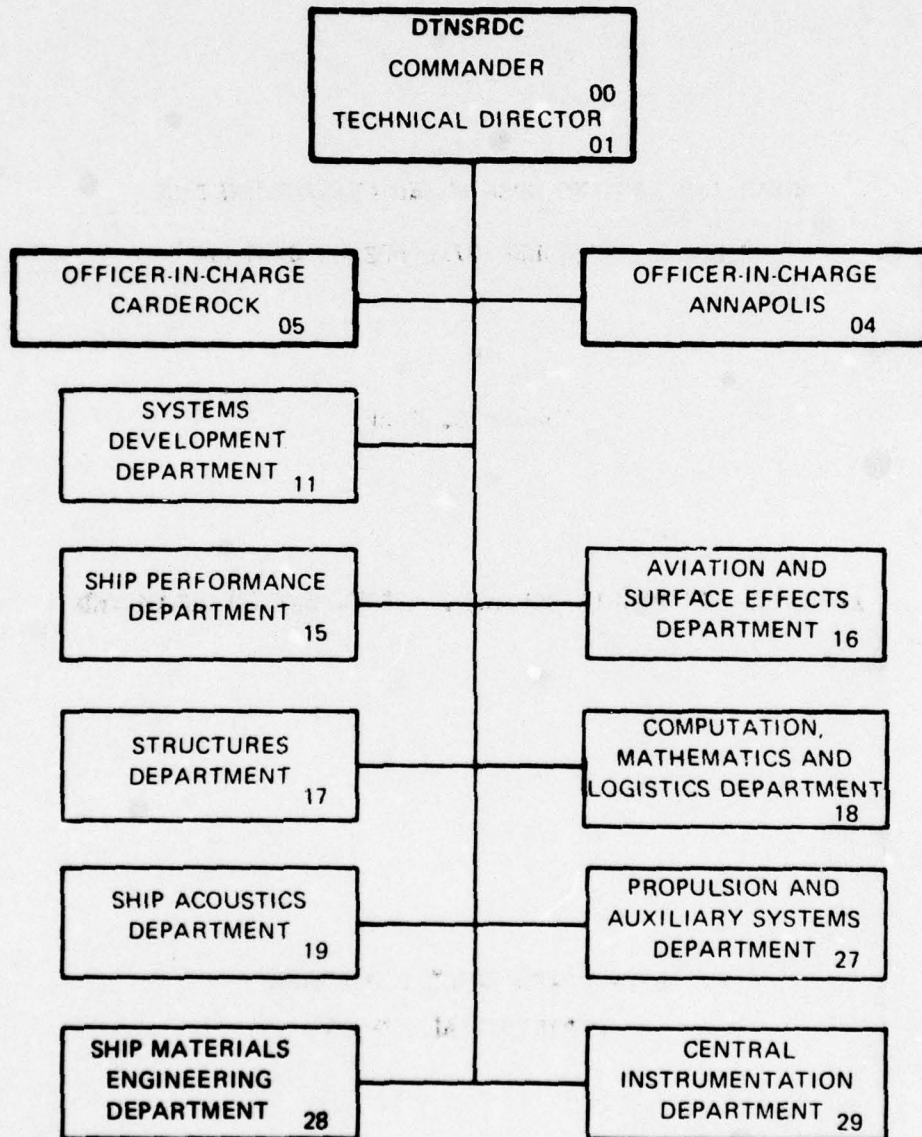 DTNSRDC
COMMANDER
00
TECHNICAL DIRECTOR
01
OFFICER-IN-CHARGE
CARDEROCK
05
OFFICER-IN-CHARGE
ANNAPOLIS
04
SYSTEMS
DEVELOPMENT
DEPARTMENT
11
SHIP PERFORMANCE
DEPARTMENT
15
AVIATION AND
SURFACE EFFECTS
DEPARTMENT
16
STRUCTURES
DEPARTMENT
17
COMPUTATION,
MATHEMATICS AND
LOGISTICS DEPARTMENT
18
SHIP ACOUSTICS
DEPARTMENT
19
PROPULSION AND
AUXILIARY SYSTEMS
DEPARTMENT
27
SHIP MATERIALS
ENGINEERING
DEPARTMENT
28
CENTRAL
INSTRUMENTATION
DEPARTMENT
29